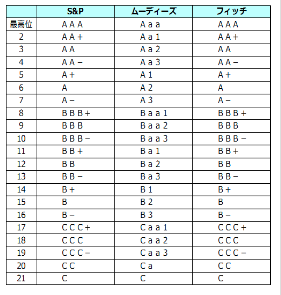 S&P ムーディーズ フィッチ
最高位 ＡＡＡ Ａａａ ＡＡＡ
2 ＡＡ＋ Ａａ１ ＡＡ＋
3 ＡＡ Ａａ２ ＡＡ
4 ＡＡ－ Ａａ３ ＡＡ－
5 Ａ＋ Ａ１ Ａ＋
6 Ａ Ａ２ Ａ
7 Ａ－ Ａ３ Ａ－
8 ＢＢＢ＋ Ｂａａ１ ＢＢＢ＋
9 ＢＢＢ Ｂａａ２ ＢＢＢ
10 ＢＢＢ－ Ｂａａ３ ＢＢＢ－
11 ＢＢ＋ Ｂａ１ ＢＢ＋
12 ＢＢ Ｂａ２ ＢＢ
13 ＢＢ－ Ｂａ３ ＢＢ－
14 Ｂ＋ Ｂ１ Ｂ＋
15 Ｂ Ｂ２ Ｂ
16 Ｂ－ Ｂ３ Ｂ－
17 ＣＣＣ＋ Ｃａａ１ ＣＣＣ＋
18 ＣＣＣ Ｃａａ２ ＣＣＣ
19 ＣＣＣ－ Ｃａａ３ ＣＣＣ－
20 ＣＣ Ｃａ ＣＣ
21 Ｃ Ｃ Ｃ